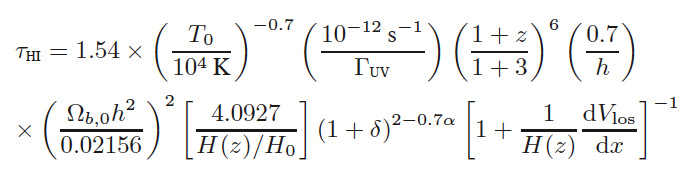 τ_HI = 1.54 × (T_0 / 10^4 K)^{−0.7} (10^{−12} s^{−1} / Γ_UV) ((1 + z) / (1 + 3))^6 (0.7 / h)
× (Ω_{b,0}h^2 / 0.02156)^2 [4.0927 / (H(z)/H_0)] (1 + δ)^{2−0.7α} [1 + (1 / H(z)) (dV_los / dx)]^{−1}